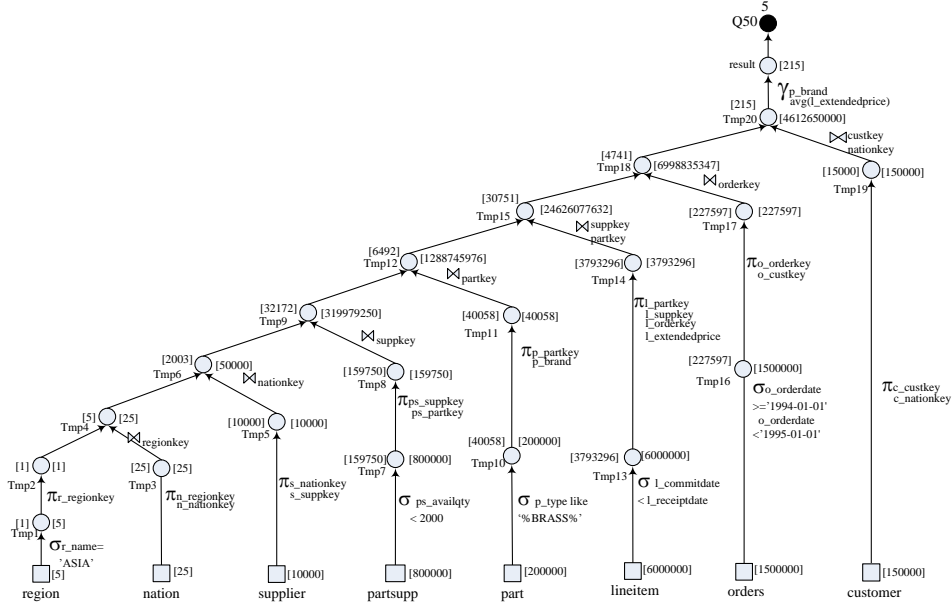 5
Q50
result [215]
γ p_brand
avg(l_extendedprice)
[215]
Tmp20 [4612650000]
⋈ custkey
nationkey
[4741]
Tmp18 [6998835347]
[15000] [150000]
Tmp19
⋈ orderkey
[30751]
Tmp15 [24626077632]
[227597] [227597]
Tmp17
⋈ suppkey
partkey
[6492]
Tmp12 [1288745976]
[3793296] [3793296]
Tmp14
π o_orderkey
o_custkey
⋈ partkey
[32172] [319979250]
Tmp9
[40058] [40058]
Tmp11
π l_partkey
l_suppkey
l_orderkey
l_extendedprice
⋈ suppkey
π p_partkey
p_brand
[2003] [50000]
Tmp6
[159750] [159750]
Tmp8
[227597] [1500000]
Tmp16
⋈ nationkey
π ps_suppkey
ps_partkey
σ o_orderdate
>='1994-01-01'
o_orderdate
<'1995-01-01'
π c_custkey
c_nationkey
[5] [25]
Tmp4
[10000] [10000]
Tmp5
⋈ regionkey
[1] [1]
Tmp2
[25] [25]
Tmp3
[159750] [800000]
Tmp7
[40058] [200000]
Tmp10
[3793296] [6000000]
Tmp13
π r_regionkey
π n_regionkey
n_nationkey
π s_nationkey
s_suppkey
σ ps_availqty
< 2000
σ p_type like
'%BRASS%'
σ l_commitdate
< l_receiptdate
[1] [5]
Tmp1
σ r_name=
'ASIA'
[5] [25] [10000] [800000] [200000] [6000000] [1500000] [150000]
region nation supplier partsupp part lineitem orders customer